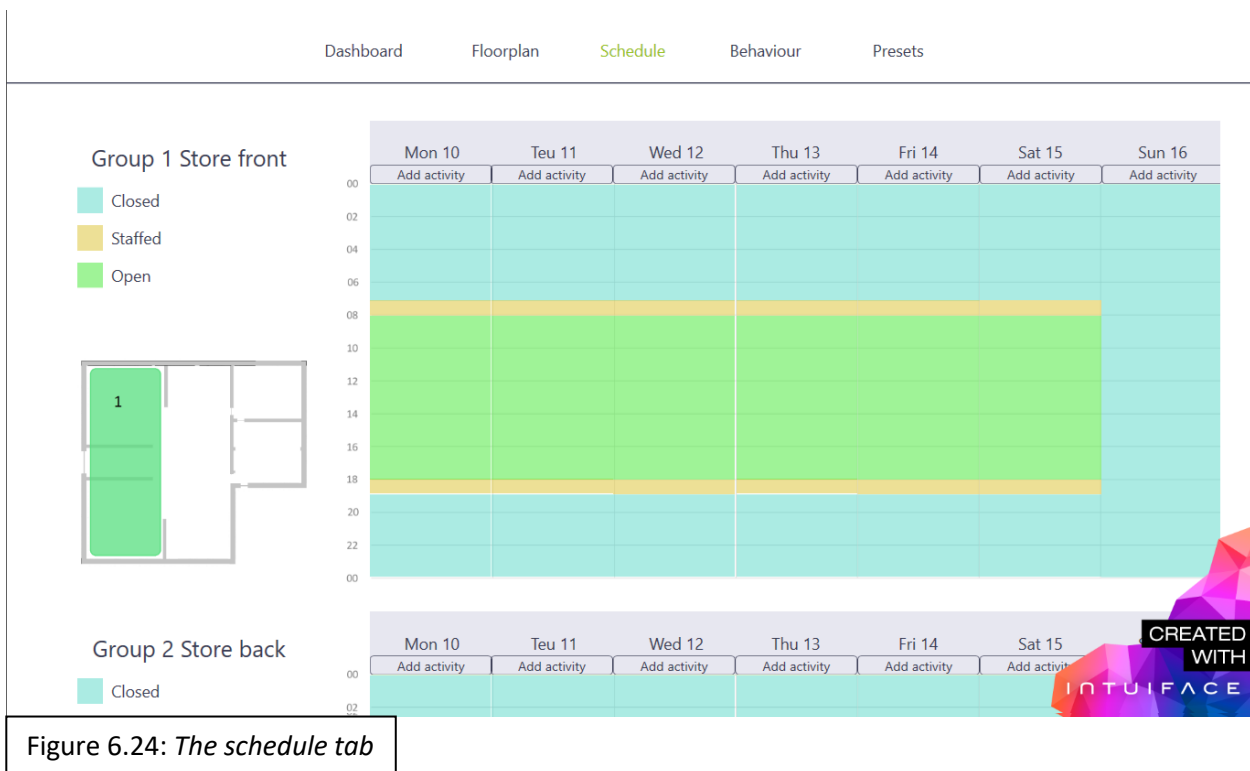 Dashboard Floorplan Schedule Behaviour Presets
Group 1 Store front
Closed
Staffed
Open
1
Mon 10 Teu 11 Wed 12 Thu 13 Fri 14 Sat 15 Sun 16
Add activity Add activity Add activity Add activity Add activity Add activity Add activity
00
02
04
06
08
10
12
14
16
18
20
22
00
Group 2 Store back
Closed
Mon 10 Teu 11 Wed 12 Thu 13 Fri 14 Sat 15
Add activity Add activity Add activity Add activity Add activity Add activit
00
02
CREATED
WITH
INTUIFACE
Figure 6.24: The schedule tab